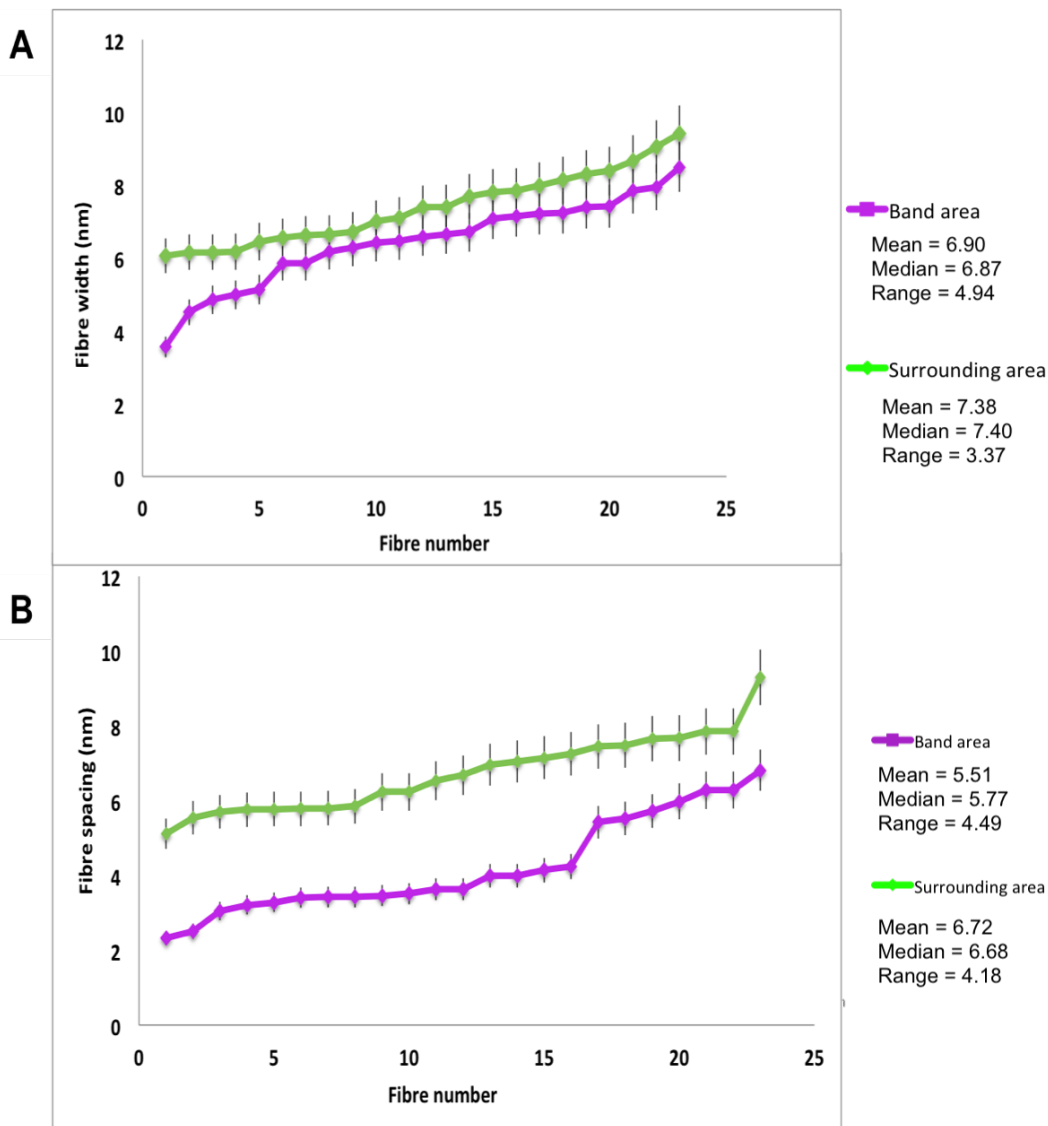 A
12
10
8
6
4
2
0
Fibre width (nm)
0 5 10 15 20 25
Fibre number
Band area
Mean = 6.90
Median = 6.87
Range = 4.94
Surrounding area
Mean = 7.38
Median = 7.40
Range = 3.37
B
12
10
8
6
4
2
0
Fibre spacing (nm)
0 5 10 15 20 25
Fibre number
Band area
Mean = 5.51
Median = 5.77
Range = 4.49
Surrounding area
Mean = 6.72
Median = 6.68
Range = 4.18